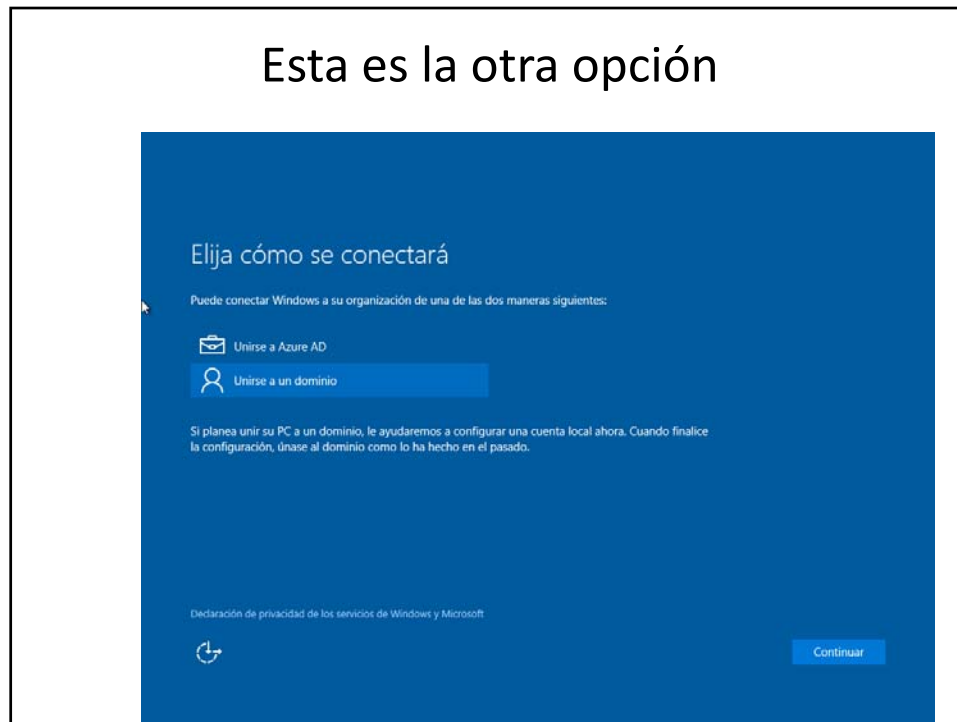 Esta es la otra opción
Elija cómo se conectará
Puede conectar Windows a su organización de una de las dos maneras siguientes:
Unirse a Azure AD
Unirse a un dominio
Si planea unir su PC a un dominio, le ayudaremos a configurar una cuenta local ahora. Cuando finalice
la configuración, únase al dominio como lo ha hecho en el pasado.
Declaración de privacidad de los servicios de Windows y Microsoft
Continuar